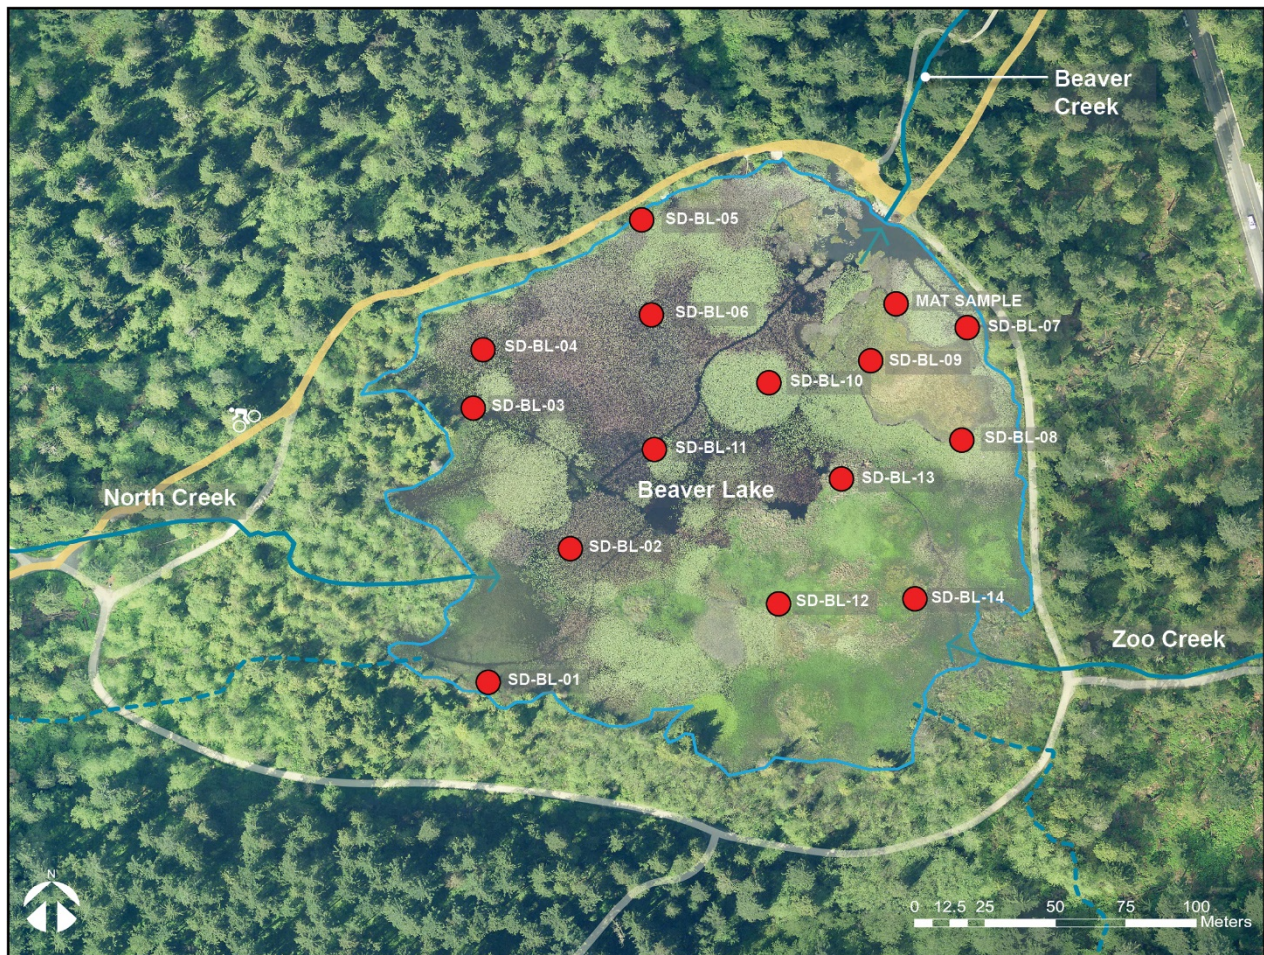 Beaver
Creek
SD-BL-05
MAT SAMPLE
SD-BL-06
SD-BL-07
SD-BL-04
SD-BL-09
SD-BL-10
SD-BL-03
SD-BL-08
SD-BL-11
SD-BL-13
Beaver Lake
North Creek
SD-BL-02
SD-BL-12
SD-BL-14
Zoo Creek
SD-BL-01
N
0 12.5 25 50 75 100
Meters